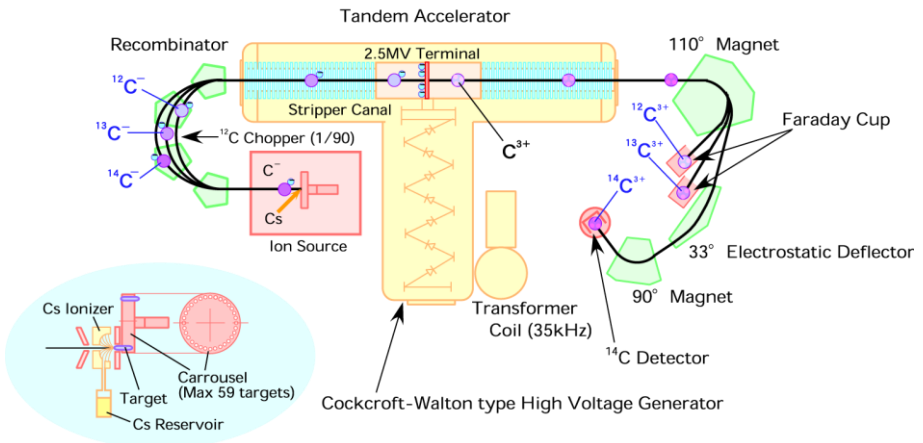 Tandem Accelerator
Recombinator
2.5MV Terminal
110° Magnet
¹²C⁻
¹³C⁻
¹⁴C⁻
Stripper Canal
¹²C Chopper (1/90)
C³⁺
¹²C³⁺
¹³C³⁺
¹⁴C³⁺
Faraday Cup
C⁻
Cs
Ion Source
33° Electrostatic Deflector
90° Magnet
Transformer
Coil (35kHz)
¹⁴C Detector
Cs Ionizer
Carrousel
(Max 59 targets)
Target
Cs Reservoir
Cockcroft-Walton type High Voltage Generator